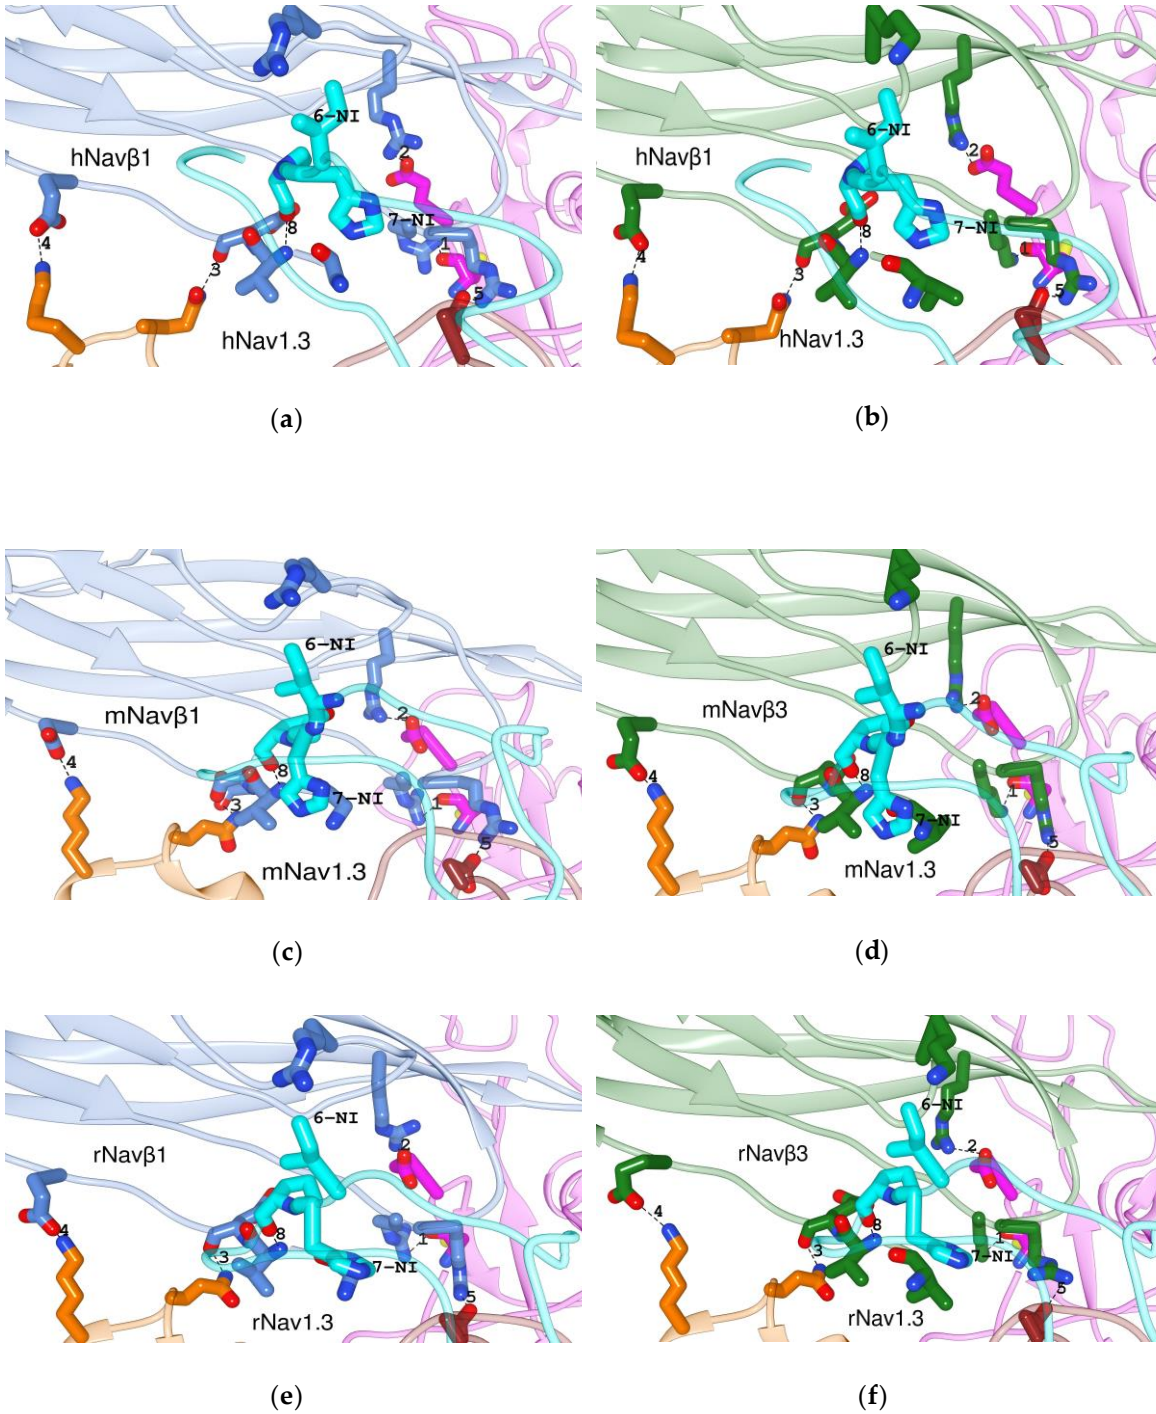 6-NI
hNavβ1
2
7-NI
8
1
4
3
5
hNav1.3
(a)
6-NI
hNavβ1
2
7-NI
8
1
4
3
5
hNav1.3
(b)
6-NI
mNavβ1
2
4
8
7-NI
3
1
5
mNav1.3
(c)
6-NI
mNavβ3
2
4
8
3
1
7-NI
5
mNav1.3
(d)
6-NI
rNavβ1
2
4
8
3
1
7-NI
5
rNav1.3
(e)
6-NI
rNavβ3
2
4
8
3
1
7-NI
5
rNav1.3
(f)